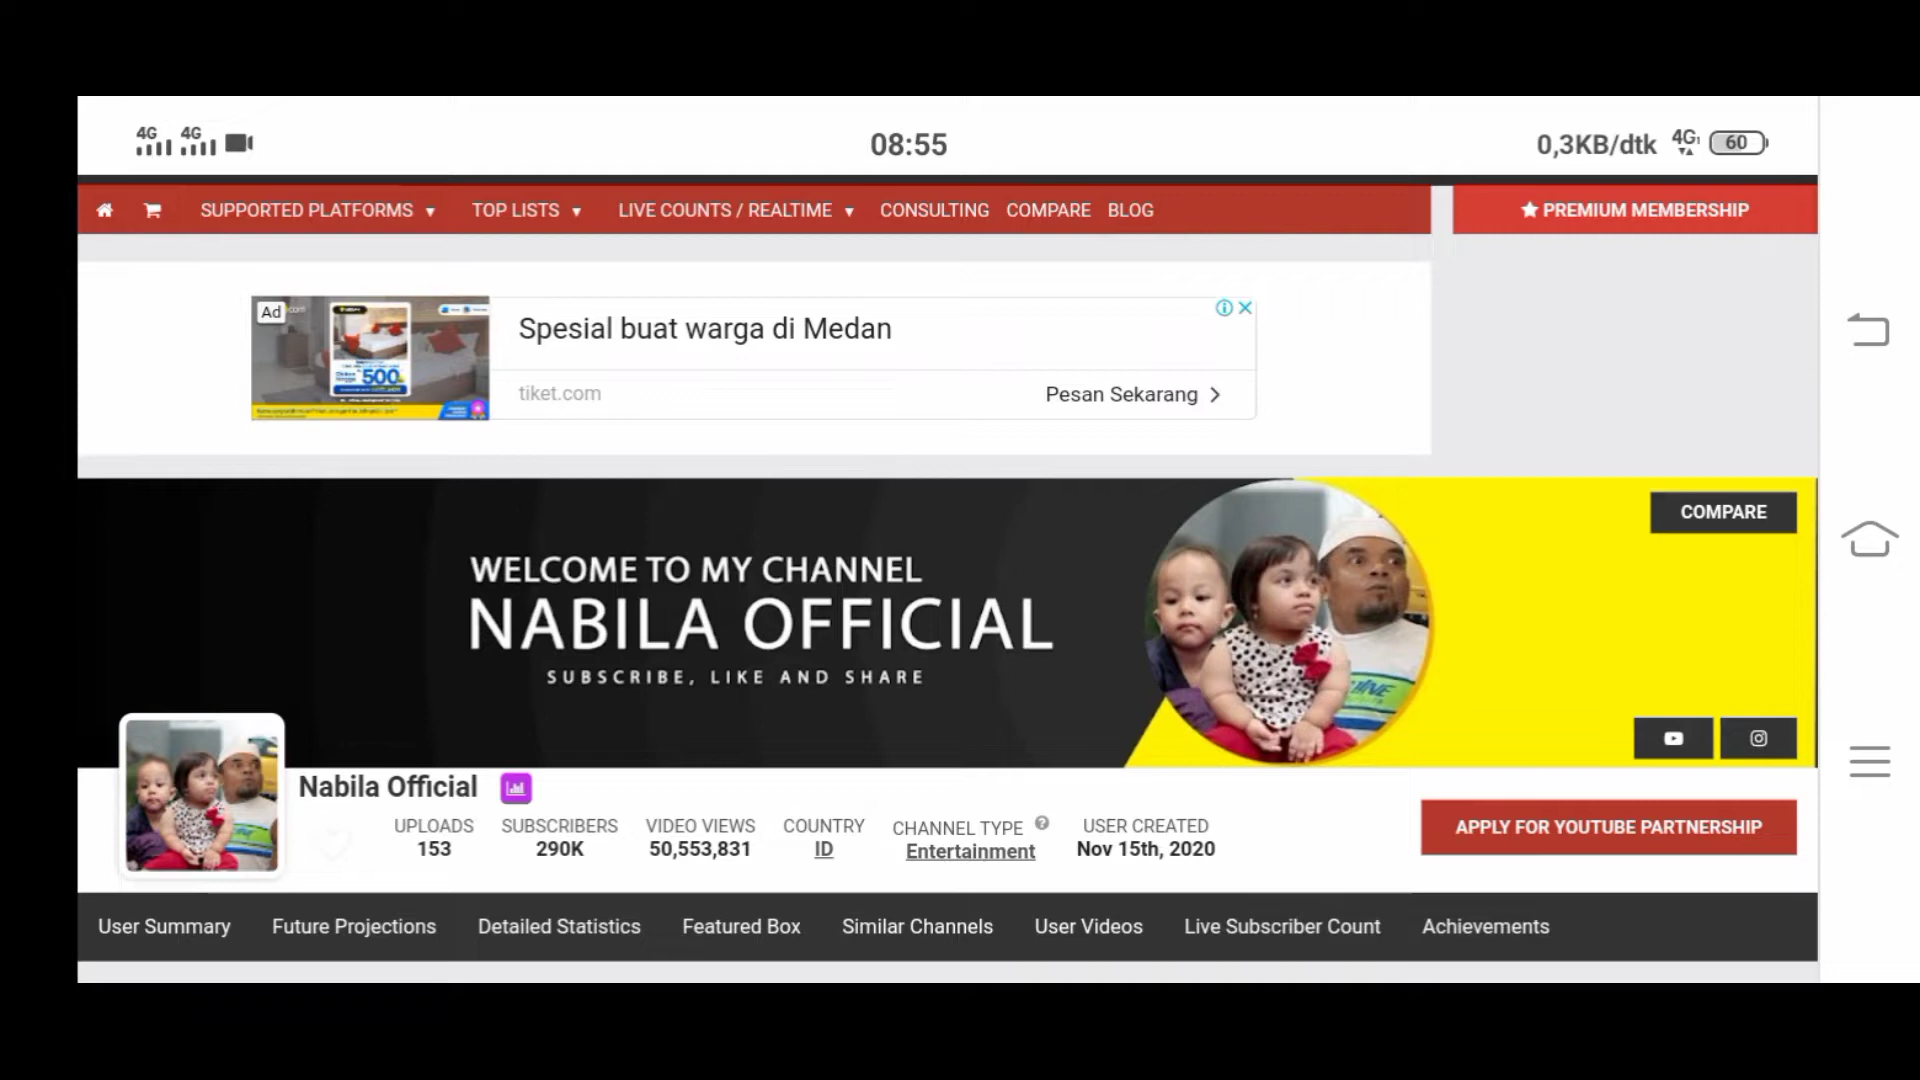 4G 4G
08:55
0,3KB/dtk 4G1 60
SUPPORTED PLATFORMS
TOP LISTS
LIVE COUNTS / REALTIME
CONSULTING
COMPARE
BLOG
PREMIUM MEMBERSHIP
Ad
500
Spesial buat warga di Medan
tiket.com
Pesan Sekarang
COMPARE
WELCOME TO MY CHANNEL
NABILA OFFICIAL
SUBSCRIBE, LIKE AND SHARE
Nabila Official
UPLOADS
153
SUBSCRIBERS
290K
VIDEO VIEWS
50,553,831
COUNTRY
ID
CHANNEL TYPE ?
Entertainment
USER CREATED
Nov 15th, 2020
APPLY FOR YOUTUBE PARTNERSHIP
User Summary
Future Projections
Detailed Statistics
Featured Box
Similar Channels
User Videos
Live Subscriber Count
Achievements